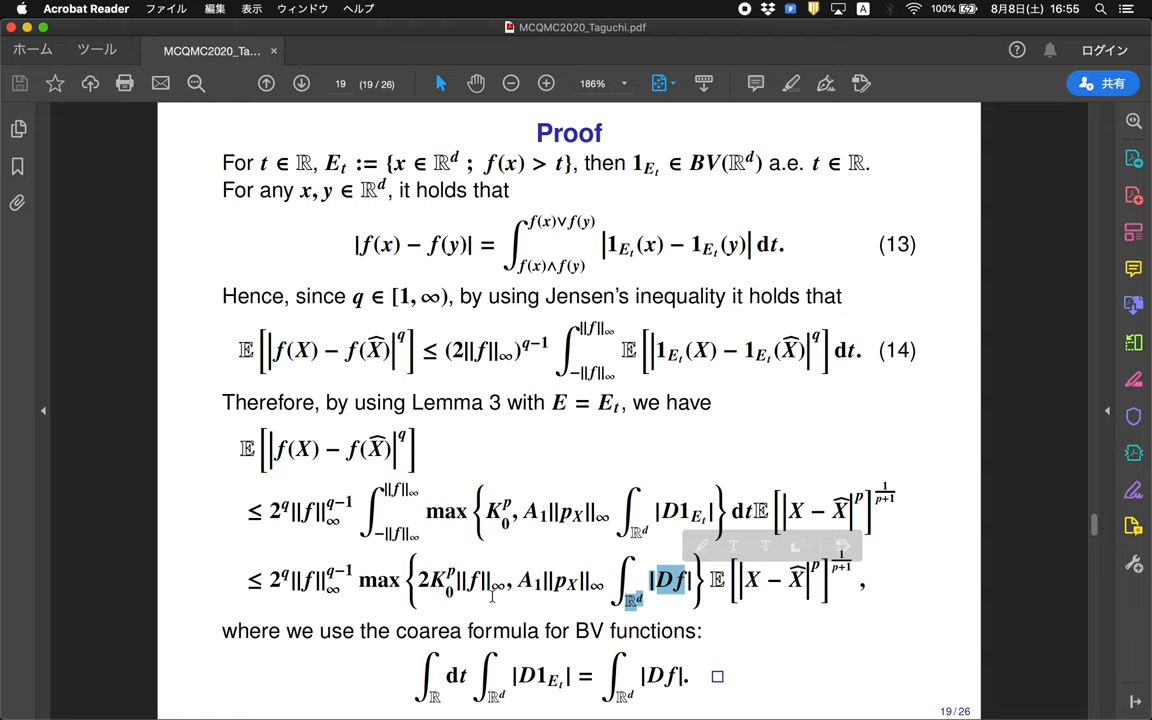 Acrobat Reader ファイル 編集 表示 ウィンドウ ヘルプ 100% 8月8日(土) 16:55
MCQMC2020_Taguchi.pdf
ホーム ツール MCQMC2020_Ta... × ログイン
19 (19 / 26) 186% 共有
Proof
For t ∈ ℝ, E_t := {x ∈ ℝ^d ; f(x) > t}, then 1_{E_t} ∈ BV(ℝ^d) a.e. t ∈ ℝ.
For any x, y ∈ ℝ^d, it holds that
|f(x) − f(y)| = ∫_{f(x)∧f(y)}^{f(x)∨f(y)} |1_{E_t}(x) − 1_{E_t}(y)| dt. (13)
Hence, since q ∈ [1, ∞), by using Jensen's inequality it holds that
𝔼[|f(X) − f(X̂)|^q] ≤ (2||f||_∞)^{q−1} ∫_{−||f||_∞}^{||f||_∞} 𝔼[|1_{E_t}(X) − 1_{E_t}(X̂)|^q] dt. (14)
Therefore, by using Lemma 3 with E = E_t, we have
𝔼[|f(X) − f(X̂)|^q]
≤ 2^q||f||_∞^{q−1} ∫_{−||f||_∞}^{||f||_∞} max {K_0^p, A_1||p_X||_∞ ∫_{ℝ^d} |D1_{E_t}|} dt𝔼[|X − X̂|^p]^{1/(p+1)}
≤ 2^q||f||_∞^{q−1} max {2K_0^p||f||_∞, A_1||p_X||_∞ ∫_{ℝ^d} |Df|} 𝔼[|X − X̂|^p]^{1/(p+1)},
where we use the coarea formula for BV functions:
∫_ℝ dt ∫_{ℝ^d} |D1_{E_t}| = ∫_{ℝ^d} |Df|. □
19 / 26